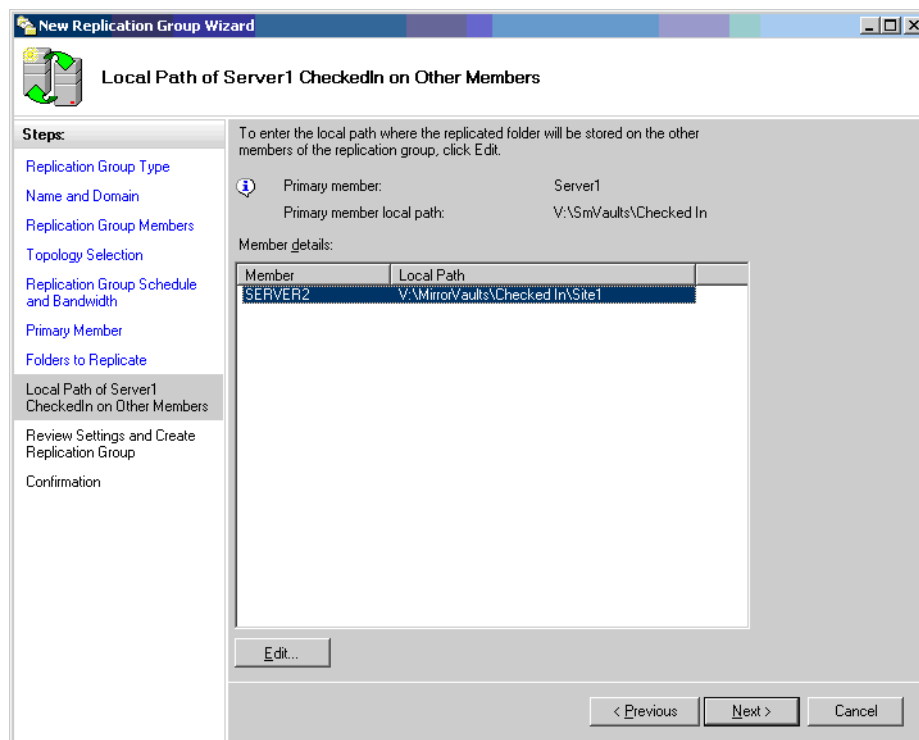 New Replication Group Wizard
Local Path of Server1 CheckedIn on Other Members
Steps:
Replication Group Type
Name and Domain
Replication Group Members
Topology Selection
Replication Group Schedule
and Bandwidth
Primary Member
Folders to Replicate
Local Path of Server1
CheckedIn on Other Members
Review Settings and Create
Replication Group
Confirmation
To enter the local path where the replicated folder will be stored on the other
members of the replication group, click Edit.
Primary member: Server1
Primary member local path: V:\SmVaults\Checked In
Member details:
Member Local Path
SERVER2 V:\MirrorVaults\Checked In\Site1
Edit...
< Previous Next > Cancel